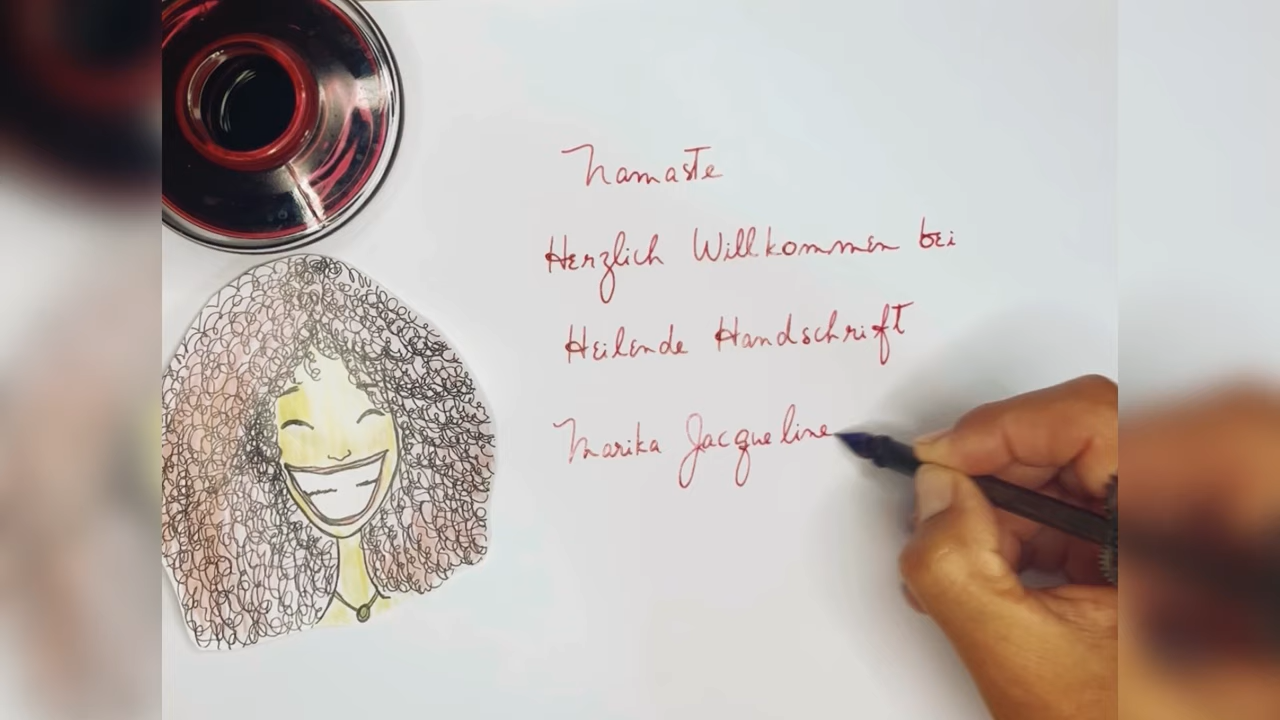 Namaste
Herzlich Willkommen bei
Heilende Handschrift
Marika Jacqueline